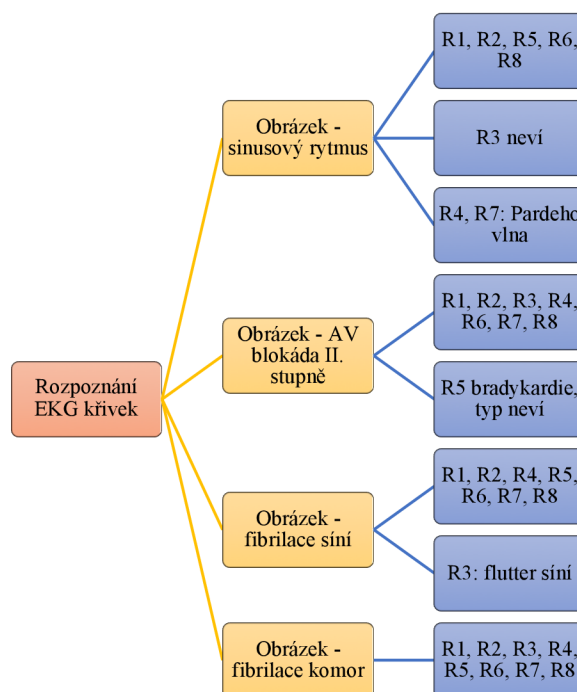 Rozpoznání
EKG křivek
Obrázek -
sinusový rytmus
R1, R2, R5, R6,
R8
R3 neví
R4, R7: Pardeho
vlna
Obrázek - AV
blokáda II.
stupně
R1, R2, R3, R4,
R6, R7, R8
R5 bradykardie,
typ neví
Obrázek -
fibrilace síní
R1, R2, R4, R5,
R6, R7, R8
R3: flutter síní
Obrázek -
fibrilace komor
R1, R2, R3, R4,
R5, R6, R7, R8